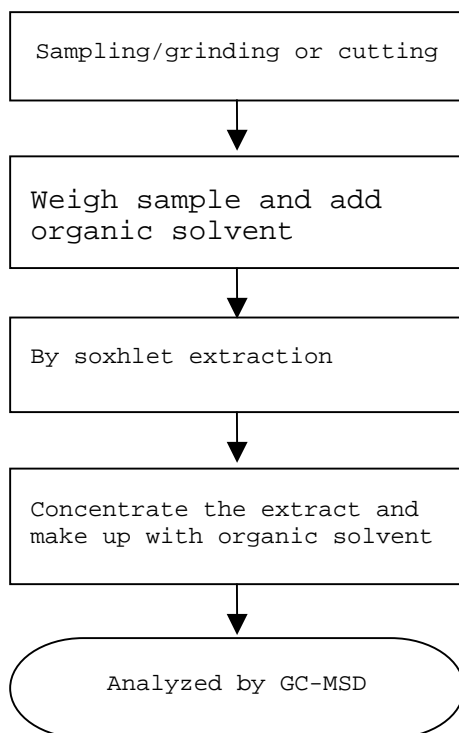 Sampling/grinding or cutting
Weigh sample and add
organic solvent
By soxhlet extraction
Concentrate the extract and
make up with organic solvent
Analyzed by GC-MSD